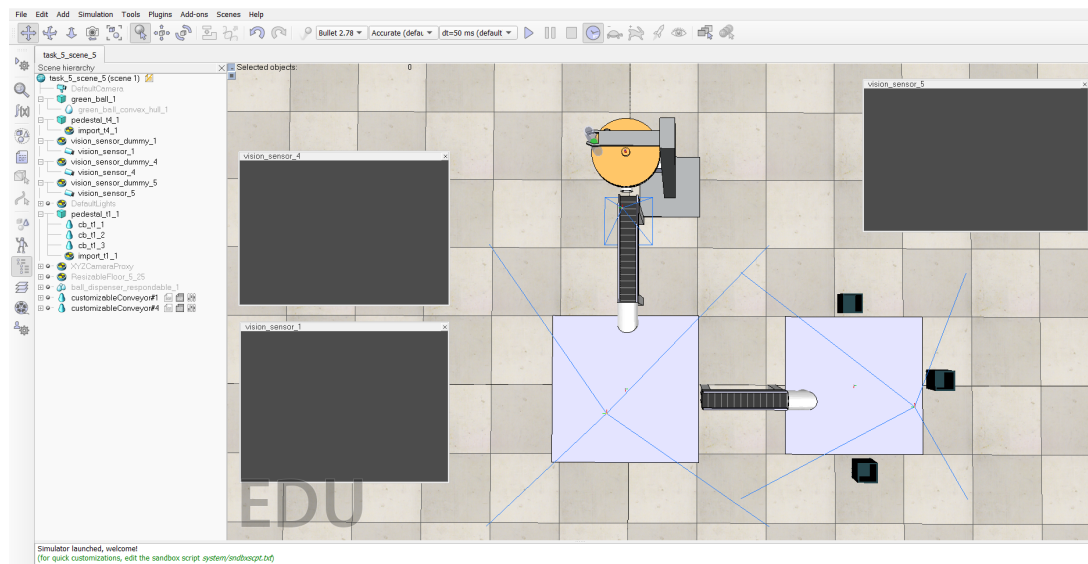 File Edit Add Simulation Tools Plugins Add-ons Scenes Help
Bullet 2.78 Accurate (defau dt=50 ms (default
task_5_scene_5
Scene hierarchy
Selected objects: 0
task_5_scene_5 (scene 1)
DefaultCamera
green_ball_1
green_ball_convex_hull_1
pedestal_t4_1
import_t4_1
vision_sensor_dummy_1
vision_sensor_1
vision_sensor_dummy_4
vision_sensor_4
vision_sensor_dummy_5
vision_sensor_5
DefaultLights
pedestal_t1_1
cb_t1_1
cb_t1_2
cb_t1_3
import_t1_1
XYZCameraProxy
ResizableFloor_5_25
ball_dispenser_respondable_1
customizableConveyor#1
customizableConveyor#4
vision_sensor_4
vision_sensor_1
vision_sensor_5
EDU
Simulator launched, welcome!
(for quick customizations, edit the sandbox script system/sndbxscpt.txt)